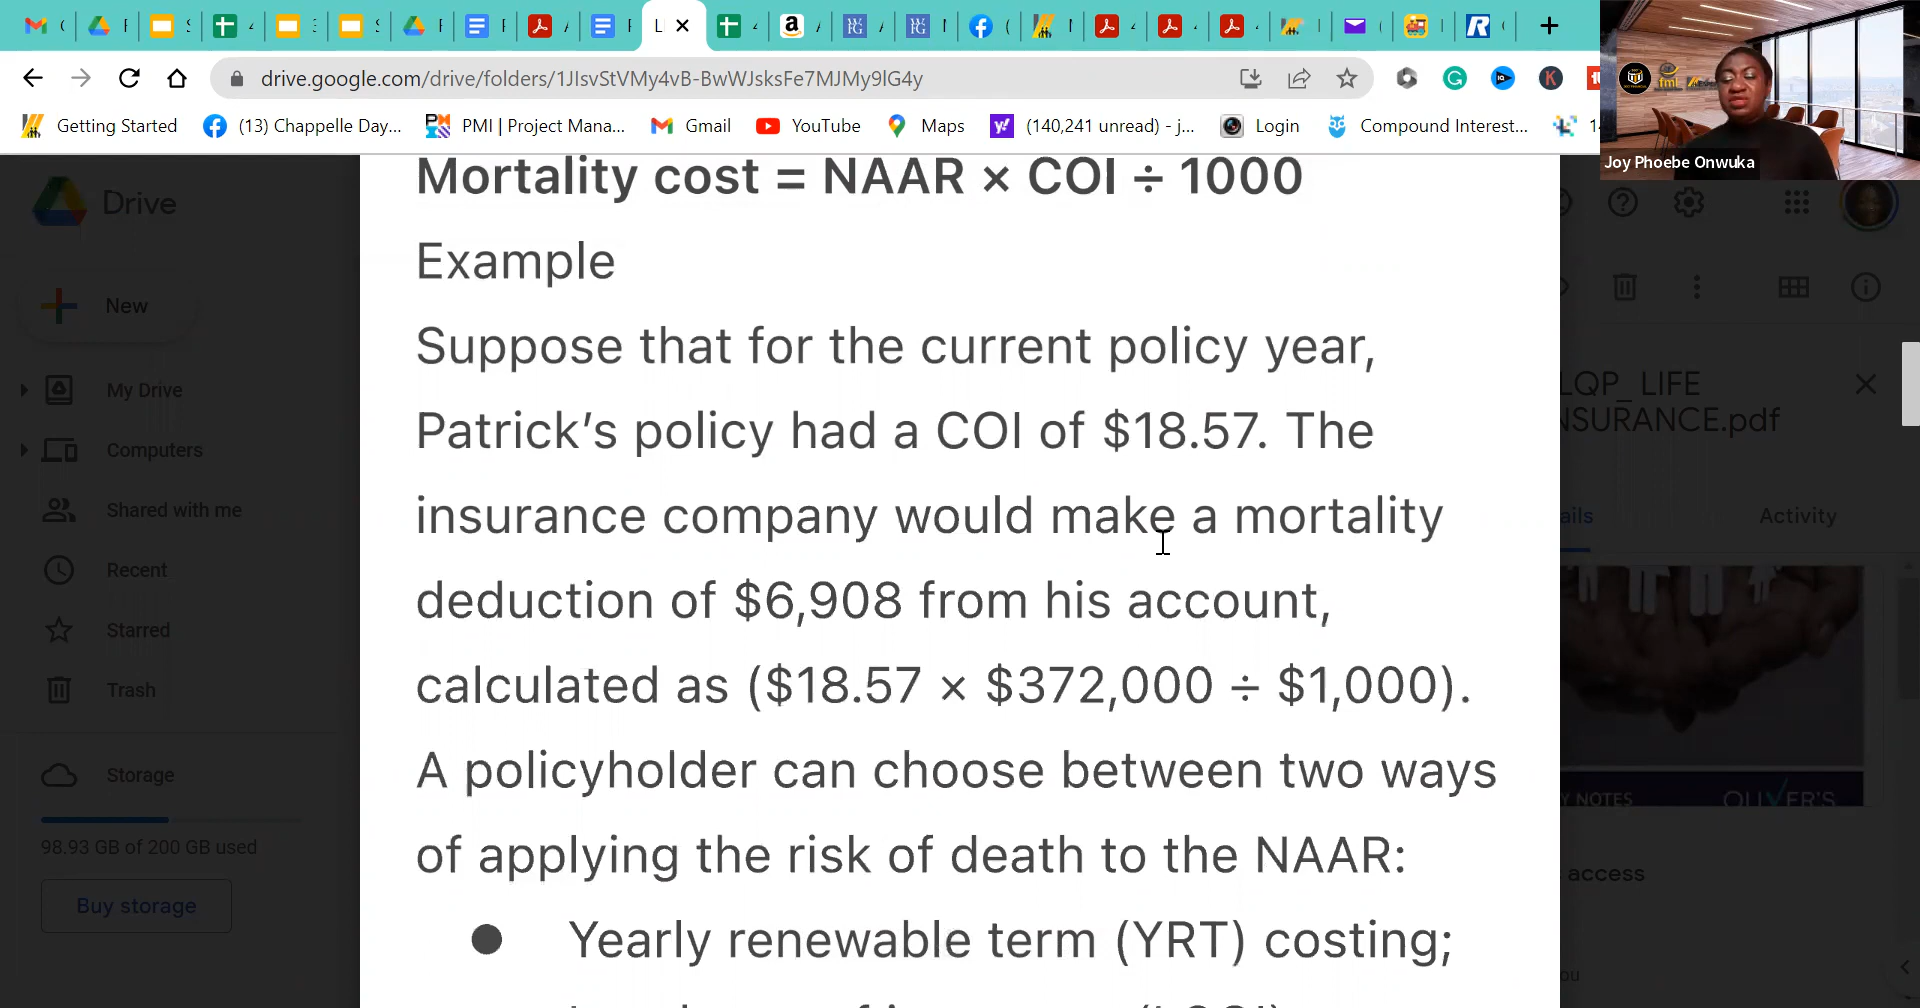 drive.google.com/drive/folders/1JIsvStVMy4vB-BwWJsksFe7MJMy9lG4y
Getting Started
(13) Chappelle Day...
PMI | Project Mana...
Gmail
YouTube
Maps
(140,241 unread) - j...
Login
Compound Interest...
Joy Phoebe Onwuka
Drive
New
My Drive
Computers
Shared with me
Recent
Starred
Trash
Storage
98.93 GB of 200 GB used
Buy storage
Mortality cost = NAAR × COI ÷ 1000
Example
Suppose that for the current policy year,
Patrick’s policy had a COI of $18.57. The
insurance company would make a mortality
deduction of $6,908 from his account,
calculated as ($18.57 × $372,000 ÷ $1,000).
A policyholder can choose between two ways
of applying the risk of death to the NAAR:
● Yearly renewable term (YRT) costing;
LQP_ LIFE
NSURANCE.pdf
Activity
NOTES
OLIVER'S
access